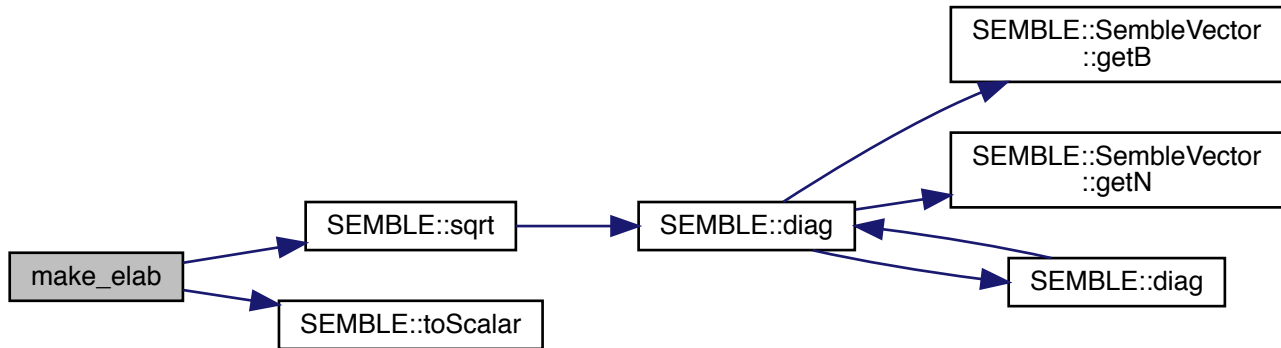 SEMBLE::SembleVector
::getB
SEMBLE::SembleVector
::getN
SEMBLE::sqrt
SEMBLE::diag
make_elab
SEMBLE::diag
SEMBLE::toScalar